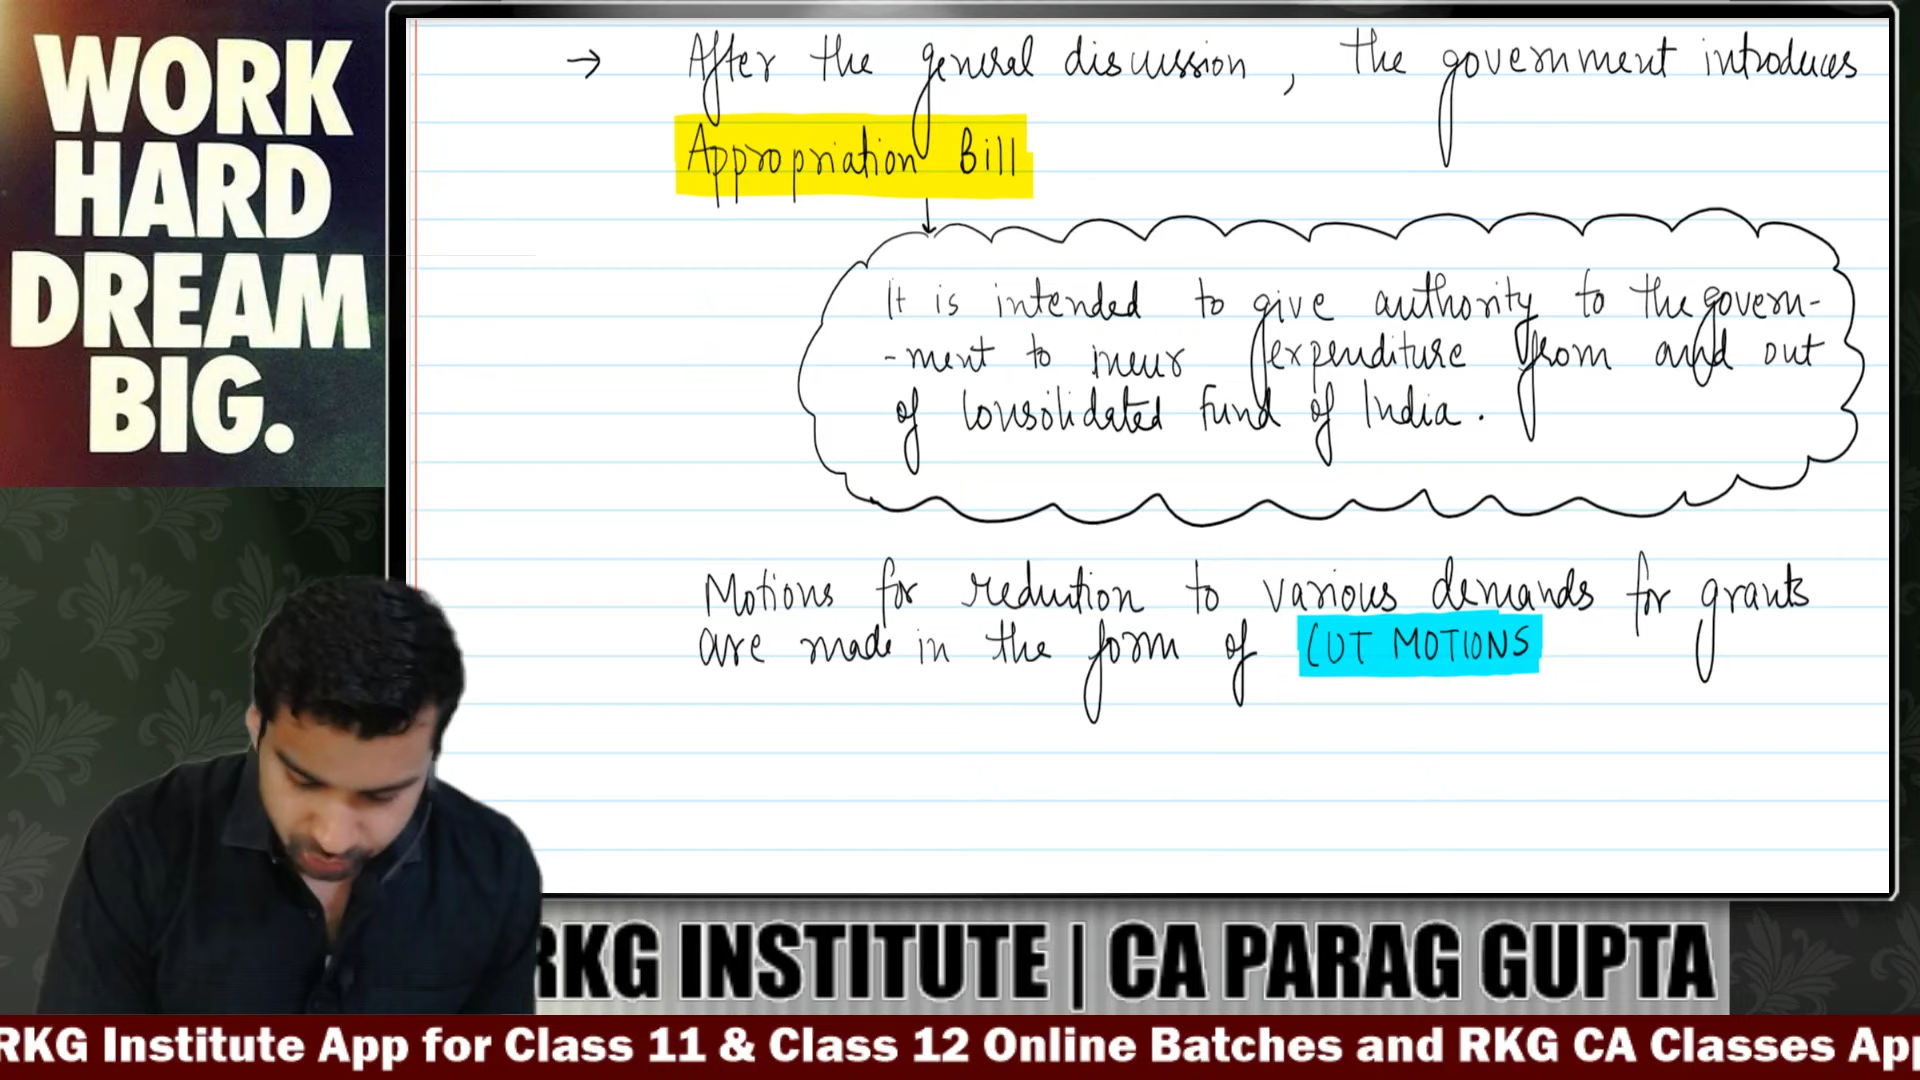 WORK
HARD
DREAM
BIG.
→ After the general discussion, the government introduces
Appropriation Bill
It is intended to give authority to the govern-
-ment to incur expenditure from and out
of Consolidated Fund of India.
Motions for reduction to various demands for grants
are made in the form of CUT MOTIONS
RKG INSTITUTE | CA PARAG GUPTA
RKG Institute App for Class 11 & Class 12 Online Batches and RKG CA Classes App